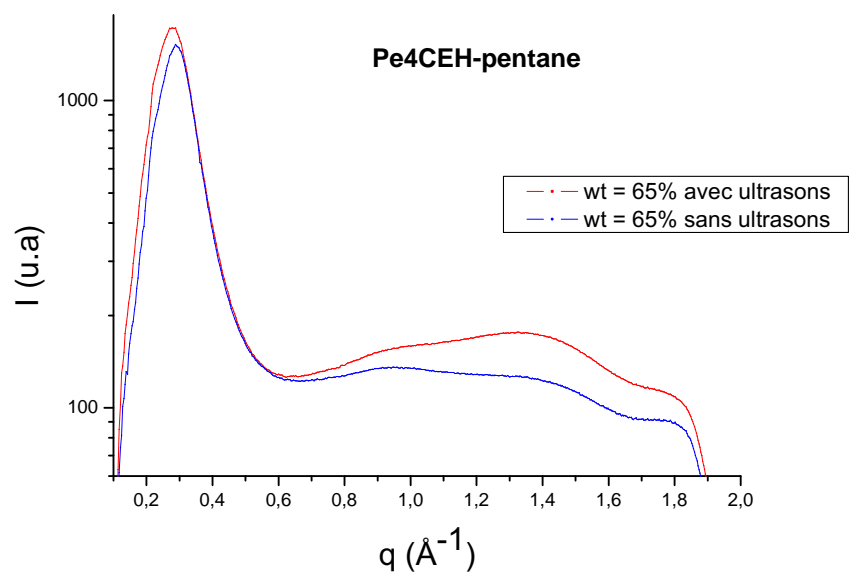 Pe4CEH-pentane
1000
100
I (u.a)
wt = 65% avec ultrasons
wt = 65% sans ultrasons
0,2 0,4 0,6 0,8 1,0 1,2 1,4 1,6 1,8 2,0
q (Å-1)